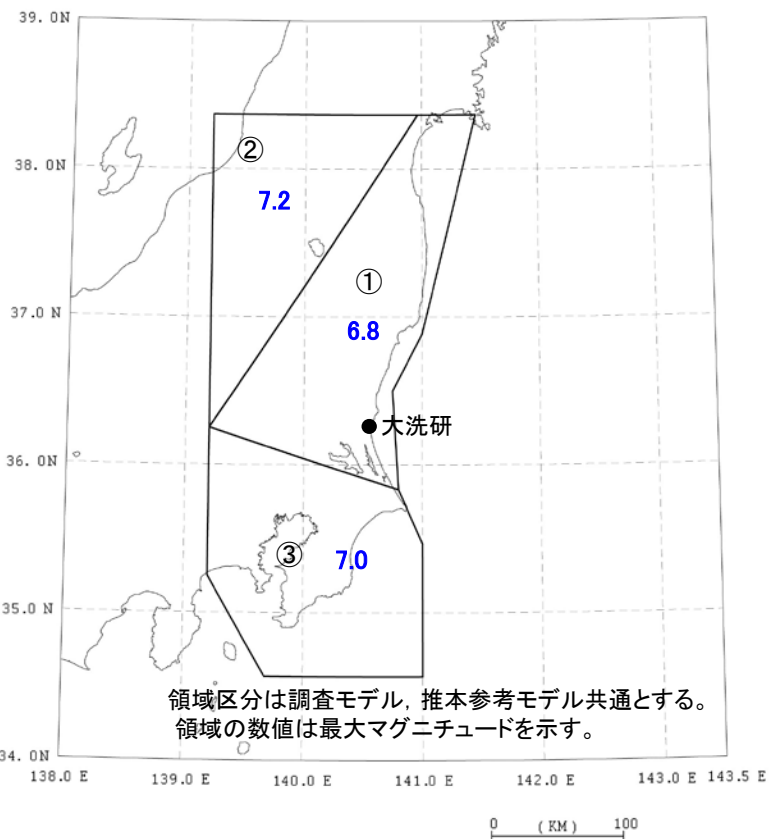 39. 0N
②
38. 0N
7.2
①
37. 0N
6.8
大洗研
36. 0N
③
7.0
35. 0 N
領域区分は調査モデル, 推本参考モデル共通とする。
領域の数値は最大マグニチュードを示す。
34. 0N
138. 0 E 139. 0 E 140. 0 E 141. 0 E 142. 0 E 143. 0 E 143. 5 E
0 (KM) 100